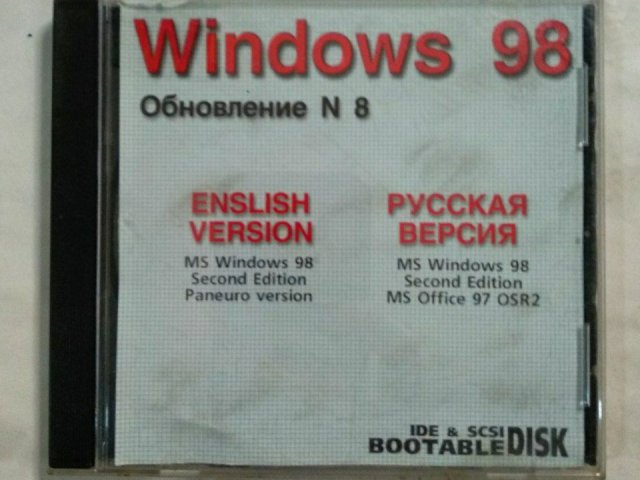 Windows 98
Обновление N 8
ENSLISH
VERSION
MS Windows 98
Second Edition
Paneuro version
РУССКАЯ
ВЕРСИЯ
MS Windows 98
Second Edition
MS Office 97 OSR2
IDE & SCSI
BOOTABLE DISK